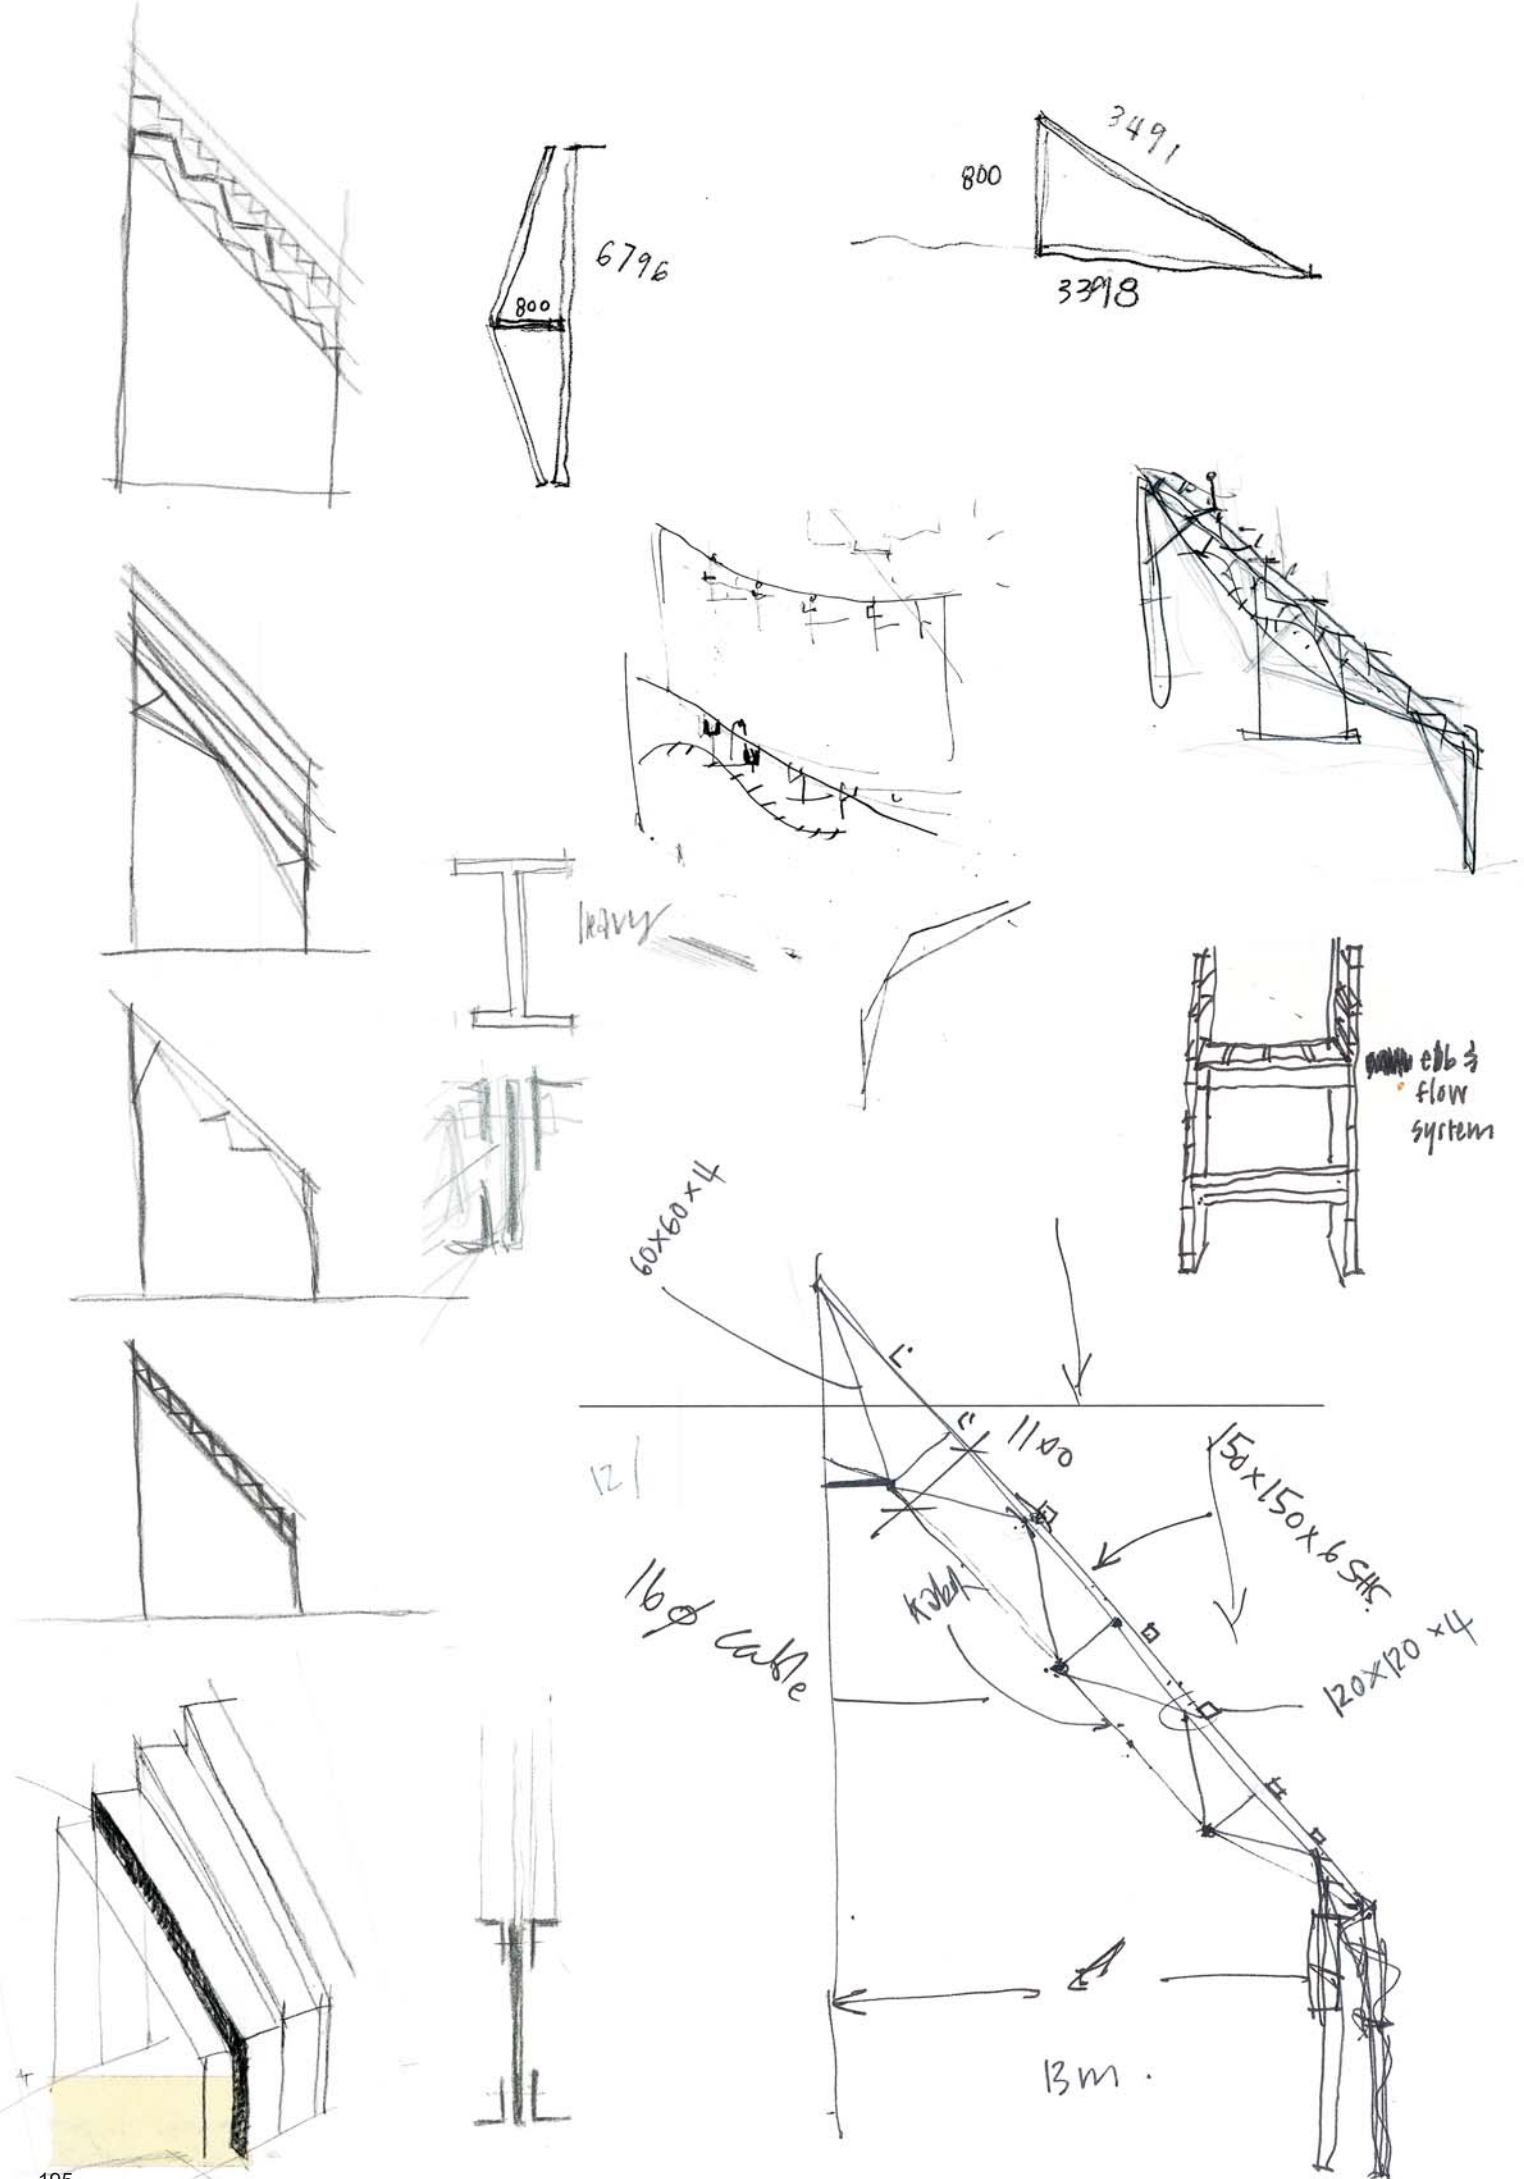 3491
800
6796
800
3398
heavy
ebb &
flow
system
60x60x4
1100
12
150x150x6 SHS.
16ø cable
kabel
120x120x4
13m.
195